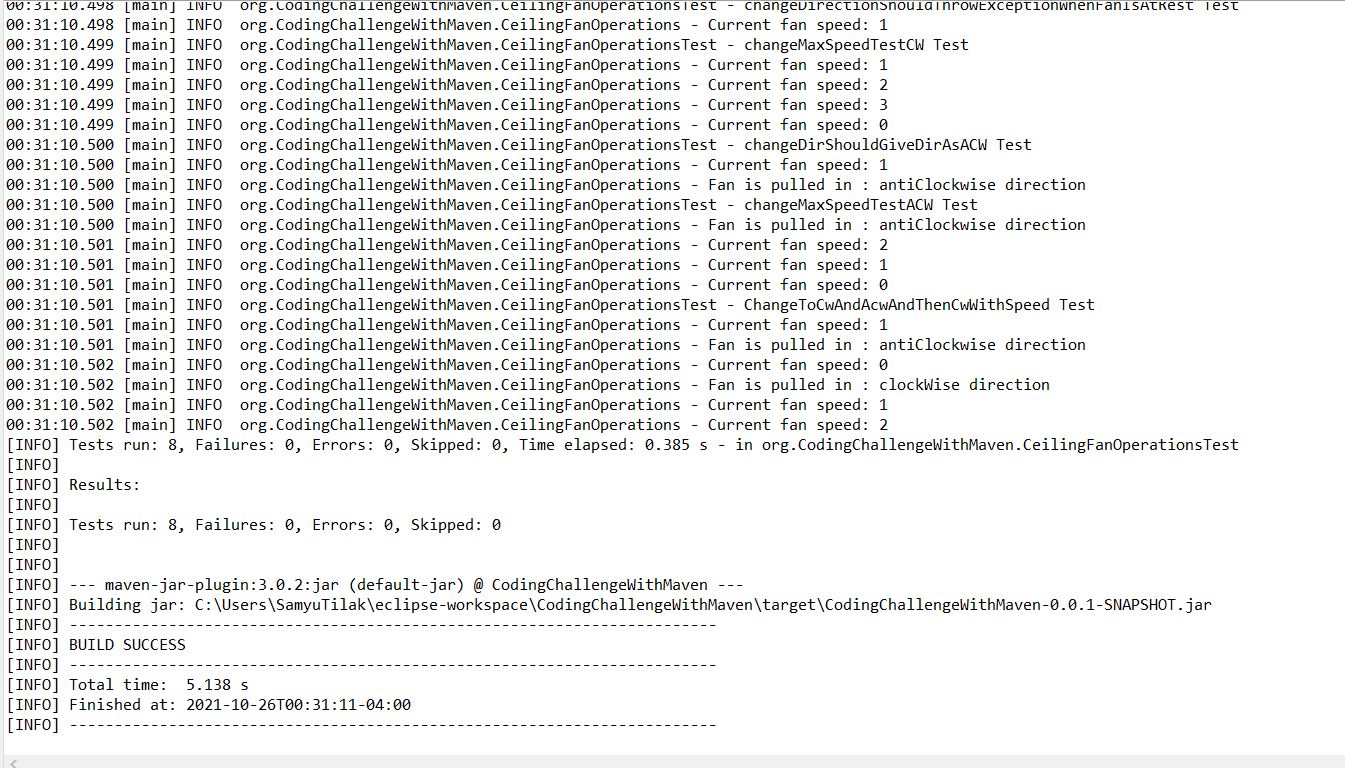 00:31:10.498 [main] INFO  org.CodingChallengeWithMaven.CeilingFanOperationsTest - changeDirectionShouldThrowExceptionWhenFanIsAtRest Test
00:31:10.498 [main] INFO  org.CodingChallengeWithMaven.CeilingFanOperations - Current fan speed: 1
00:31:10.499 [main] INFO  org.CodingChallengeWithMaven.CeilingFanOperationsTest - changeMaxSpeedTestCW Test
00:31:10.499 [main] INFO  org.CodingChallengeWithMaven.CeilingFanOperations - Current fan speed: 1
00:31:10.499 [main] INFO  org.CodingChallengeWithMaven.CeilingFanOperations - Current fan speed: 2
00:31:10.499 [main] INFO  org.CodingChallengeWithMaven.CeilingFanOperations - Current fan speed: 3
00:31:10.499 [main] INFO  org.CodingChallengeWithMaven.CeilingFanOperations - Current fan speed: 0
00:31:10.500 [main] INFO  org.CodingChallengeWithMaven.CeilingFanOperationsTest - changeDirShouldGiveDirAsACW Test
00:31:10.500 [main] INFO  org.CodingChallengeWithMaven.CeilingFanOperations - Current fan speed: 1
00:31:10.500 [main] INFO  org.CodingChallengeWithMaven.CeilingFanOperations - Fan is pulled in : antiClockwise direction
00:31:10.500 [main] INFO  org.CodingChallengeWithMaven.CeilingFanOperationsTest - changeMaxSpeedTestACW Test
00:31:10.500 [main] INFO  org.CodingChallengeWithMaven.CeilingFanOperations - Fan is pulled in : antiClockwise direction
00:31:10.501 [main] INFO  org.CodingChallengeWithMaven.CeilingFanOperations - Current fan speed: 2
00:31:10.501 [main] INFO  org.CodingChallengeWithMaven.CeilingFanOperations - Current fan speed: 1
00:31:10.501 [main] INFO  org.CodingChallengeWithMaven.CeilingFanOperations - Current fan speed: 0
00:31:10.501 [main] INFO  org.CodingChallengeWithMaven.CeilingFanOperationsTest - ChangeToCwAndAcwAndThenCwWithSpeed Test
00:31:10.501 [main] INFO  org.CodingChallengeWithMaven.CeilingFanOperations - Current fan speed: 1
00:31:10.501 [main] INFO  org.CodingChallengeWithMaven.CeilingFanOperations - Fan is pulled in : antiClockwise direction
00:31:10.502 [main] INFO  org.CodingChallengeWithMaven.CeilingFanOperations - Current fan speed: 0
00:31:10.502 [main] INFO  org.CodingChallengeWithMaven.CeilingFanOperations - Fan is pulled in : clockWise direction
00:31:10.502 [main] INFO  org.CodingChallengeWithMaven.CeilingFanOperations - Current fan speed: 1
00:31:10.502 [main] INFO  org.CodingChallengeWithMaven.CeilingFanOperations - Current fan speed: 2
[INFO] Tests run: 8, Failures: 0, Errors: 0, Skipped: 0, Time elapsed: 0.385 s - in org.CodingChallengeWithMaven.CeilingFanOperationsTest
[INFO]
[INFO] Results:
[INFO]
[INFO] Tests run: 8, Failures: 0, Errors: 0, Skipped: 0
[INFO]
[INFO]
[INFO] --- maven-jar-plugin:3.0.2:jar (default-jar) @ CodingChallengeWithMaven ---
[INFO] Building jar: C:\Users\SamyuTilak\eclipse-workspace\CodingChallengeWithMaven\target\CodingChallengeWithMaven-0.0.1-SNAPSHOT.jar
[INFO] ------------------------------------------------------------------------
[INFO] BUILD SUCCESS
[INFO] ------------------------------------------------------------------------
[INFO] Total time:  5.138 s
[INFO] Finished at: 2021-10-26T00:31:11-04:00
[INFO] ------------------------------------------------------------------------